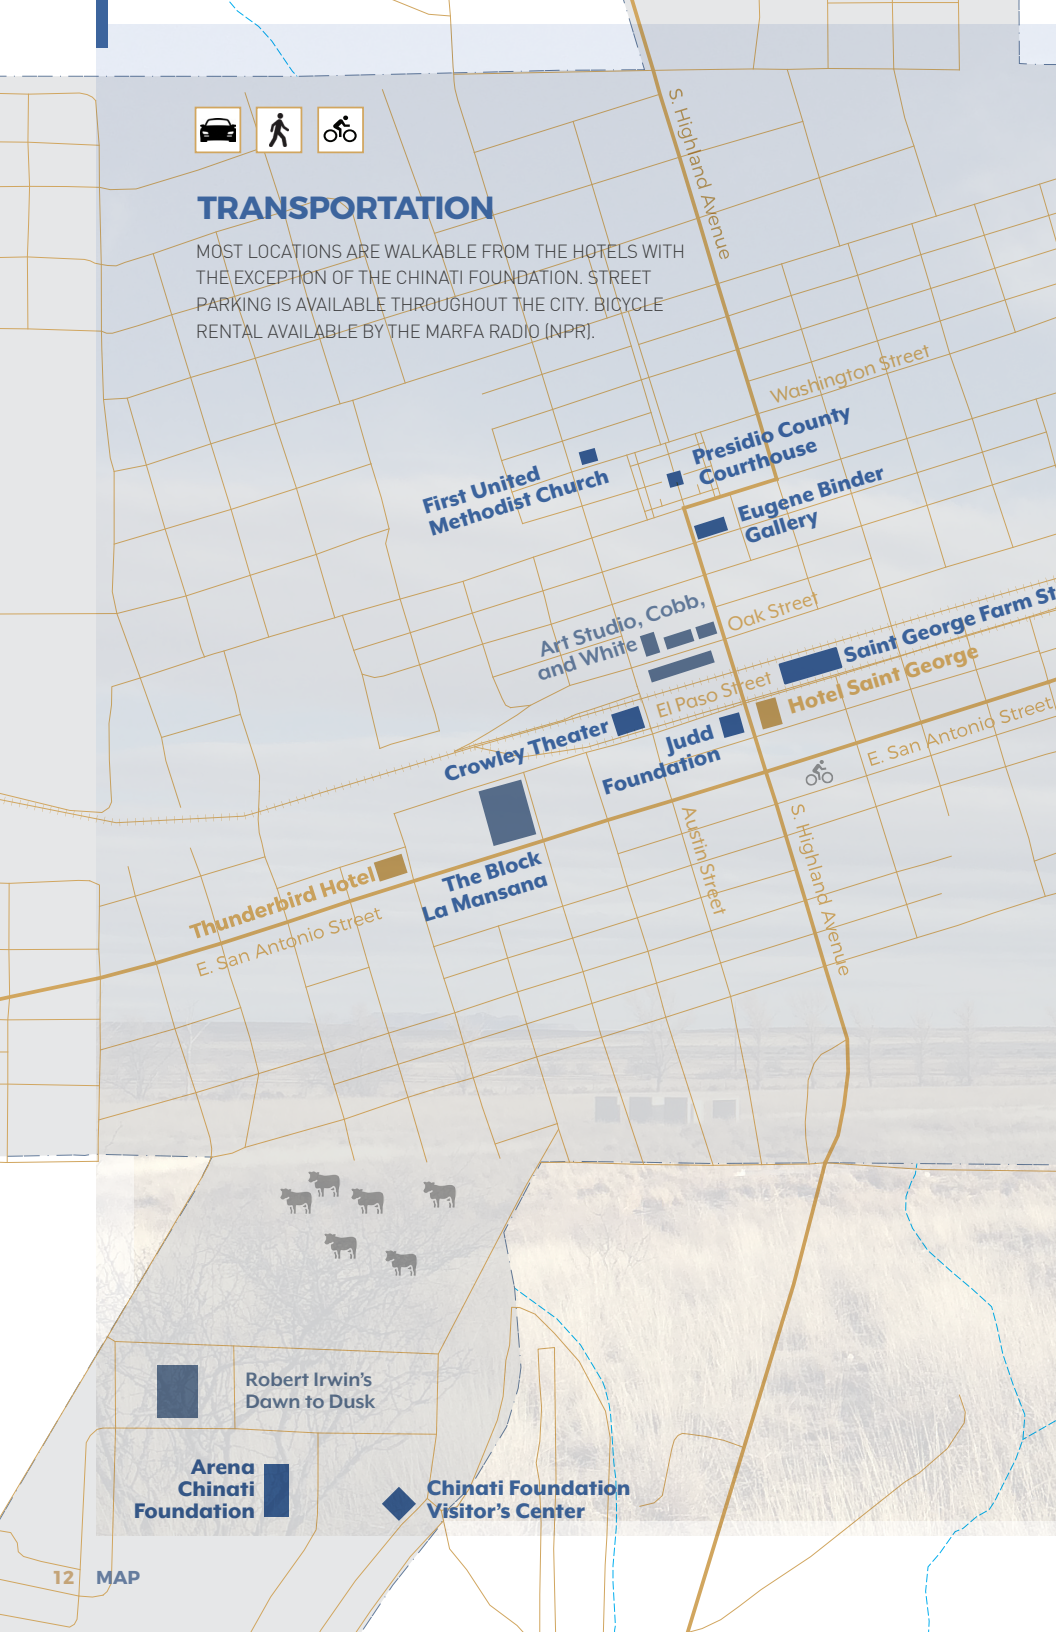 TRANSPORTATION
MOST LOCATIONS ARE WALKABLE FROM THE HOTELS WITH
THE EXCEPTION OF THE CHINATI FOUNDATION. STREET
PARKING IS AVAILABLE THROUGHOUT THE CITY. BICYCLE
RENTAL AVAILABLE BY THE MARFA RADIO (NPR).
S. Highland Avenue
Washington Street
Presidio County
Courthouse
First United
Methodist Church
Eugene Binder
Gallery
Art Studio, Cobb,
and White
Oak Street
Saint George Farm St
El Paso Street
Hotel Saint George
Crowley Theater
Judd
Foundation
E. San Antonio Street
Austin Street
S. Highland Avenue
The Block
La Mansana
Thunderbird Hotel
E. San Antonio Street
Robert Irwin's
Dawn to Dusk
Arena
Chinati
Foundation
Chinati Foundation
Visitor's Center
12 MAP